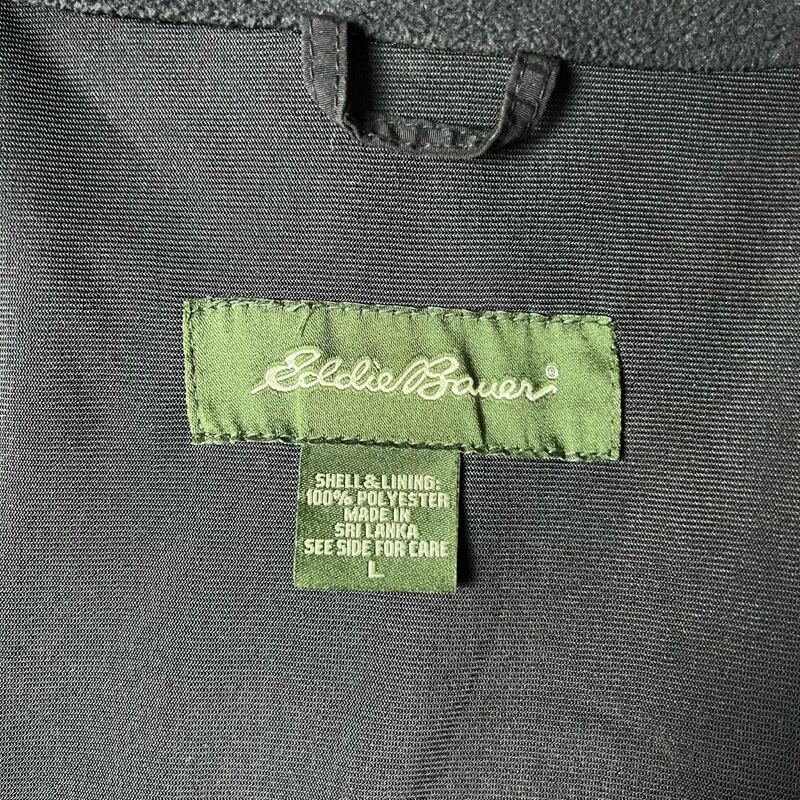 Eddie Bauer®
SHELL & LINING:
100% POLYESTER
MADE IN
SRI LANKA
SEE SIDE FOR CARE
L